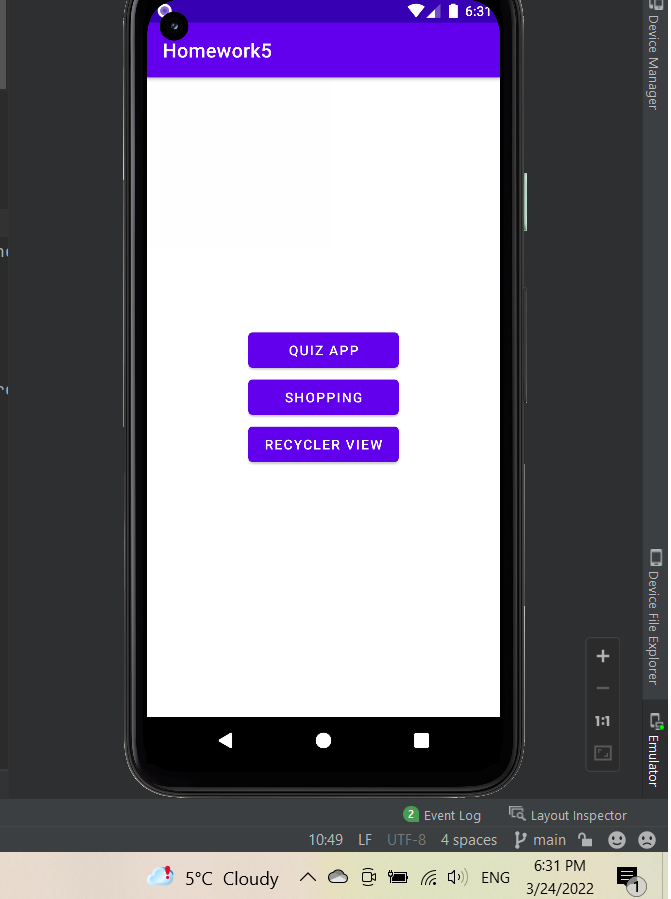 6:31
Homework5
QUIZ APP
SHOPPING
RECYCLER VIEW
Device Manager
Device File Explorer
1:1
Emulator
2 Event Log
Layout Inspector
10:49 LF UTF-8 4 spaces main
5°C Cloudy
ENG
6:31 PM
3/24/2022
1